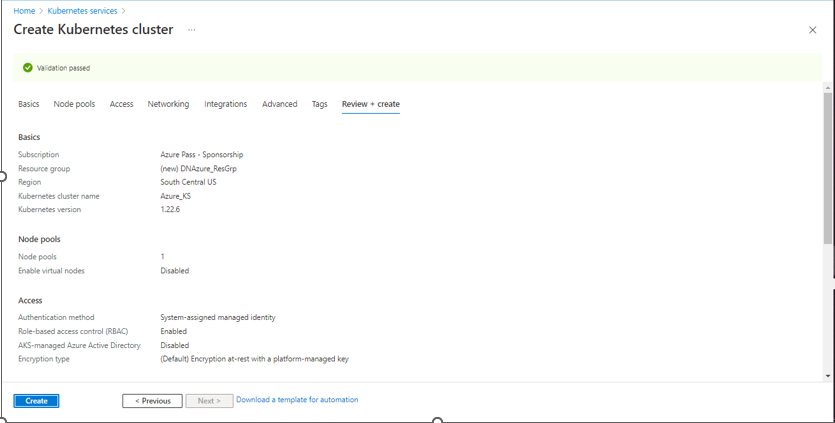 Home > Kubernetes services >
Create Kubernetes cluster ...
Validation passed
Basics Node pools Access Networking Integrations Advanced Tags Review + create
Basics
Subscription Azure Pass - Sponsorship
Resource group (new) DNAzure_ResGrp
Region South Central US
Kubernetes cluster name Azure_KS
Kubernetes version 1.22.6
Node pools
Node pools 1
Enable virtual nodes Disabled
Access
Authentication method System-assigned managed identity
Role-based access control (RBAC) Enabled
AKS-managed Azure Active Directory Disabled
Encryption type (Default) Encryption at-rest with a platform-managed key
Create < Previous Next > Download a template for automation